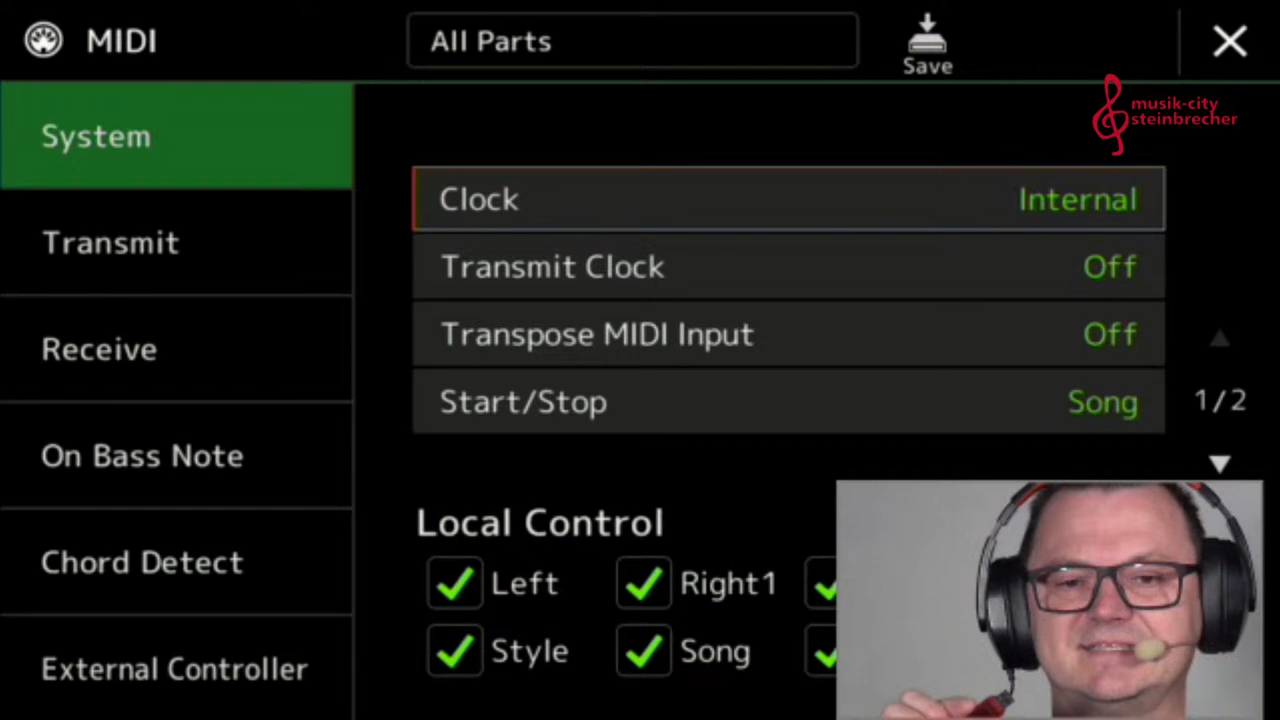 MIDI
All Parts
Save
musik-city
steinbrecher
System
Transmit
Receive
On Bass Note
Chord Detect
External Controller
Clock Internal
Transmit Clock Off
Transpose MIDI Input Off
Start/Stop Song
1/2
Local Control
Left Right1
Style Song